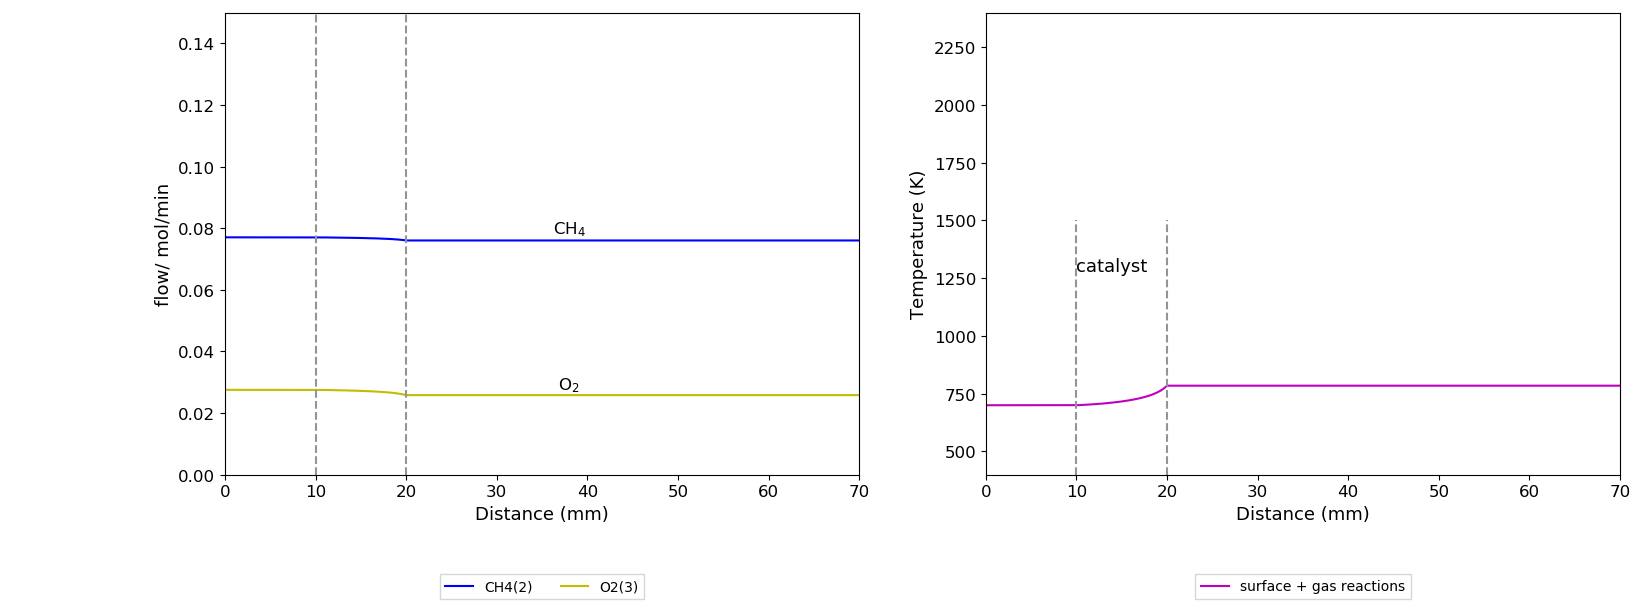 0.14
0.12
0.10
0.08
0.06
0.04
0.02
0.00
flow/ mol/min
CH4
O2
0 10 20 30 40 50 60 70
Distance (mm)
CH4(2) O2(3)
2250
2000
1750
1500
1250
1000
750
500
Temperature (K)
catalyst
0 10 20 30 40 50 60 70
Distance (mm)
surface + gas reactions